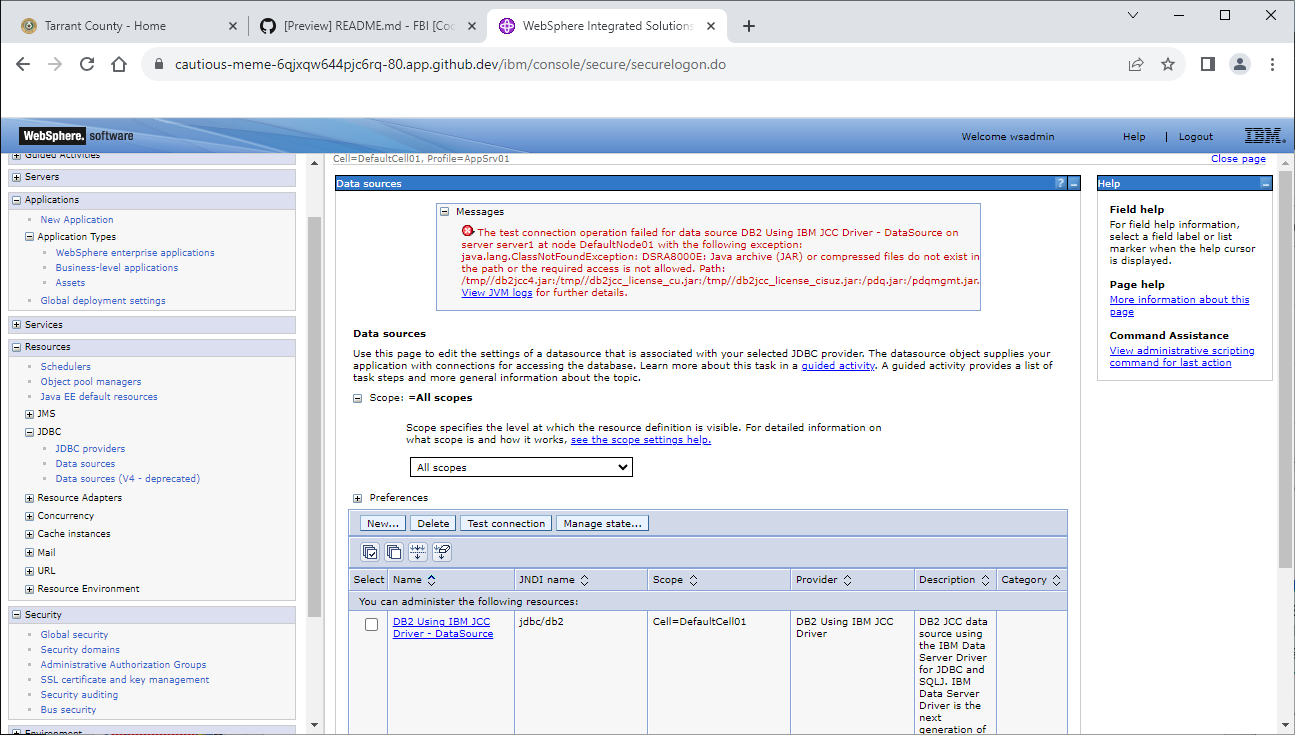 Tarrant County - Home
[Preview] README.md - FBI [Cod
WebSphere Integrated Solutions
cautious-meme-6qjxqw644pjc6rq-80.app.github.dev/ibm/console/secure/securelogon.do
WebSphere. software
Welcome wsadmin
Help | Logout
IBM.
Guided Activities
Servers
Applications
New Application
Application Types
WebSphere enterprise applications
Business-level applications
Assets
Global deployment settings
Services
Resources
Schedulers
Object pool managers
Java EE default resources
JMS
JDBC
JDBC providers
Data sources
Data sources (V4 - deprecated)
Resource Adapters
Concurrency
Cache instances
Mail
URL
Resource Environment
Security
Global security
Security domains
Administrative Authorization Groups
SSL certificate and key management
Security auditing
Bus security
Environment
Cell=DefaultCell01, Profile=AppSrv01
Close page
Data sources
?
Messages
The test connection operation failed for data source DB2 Using IBM JCC Driver - DataSource on
server server1 at node DefaultNode01 with the following exception:
java.lang.ClassNotFoundException: DSRA8000E: Java archive (JAR) or compressed files do not exist in
the path or the required access is not allowed. Path:
/tmp//db2jcc4.jar:/tmp//db2jcc_license_cu.jar:/tmp//db2jcc_license_cisuz.jar:/pdq.jar:/pdqmgmt.jar.
View JVM logs for further details.
Data sources
Use this page to edit the settings of a datasource that is associated with your selected JDBC provider. The datasource object supplies your
application with connections for accessing the database. Learn more about this task in a guided activity. A guided activity provides a list of
task steps and more general information about the topic.
Scope: =All scopes
Scope specifies the level at which the resource definition is visible. For detailed information on
what scope is and how it works, see the scope settings help.
All scopes
Preferences
New... Delete Test connection Manage state...
Select Name JNDI name Scope Provider Description Category
You can administer the following resources:
DB2 Using IBM JCC
Driver - DataSource
jdbc/db2
Cell=DefaultCell01
DB2 Using IBM JCC
Driver
DB2 JCC data
source using
the IBM Data
Server Driver
for JDBC and
SQLJ. IBM
Data Server
Driver is the
next
generation of
Help
Field help
For field help information,
select a field label or list
marker when the help cursor
is displayed.
Page help
More information about this
page
Command Assistance
View administrative scripting
command for last action